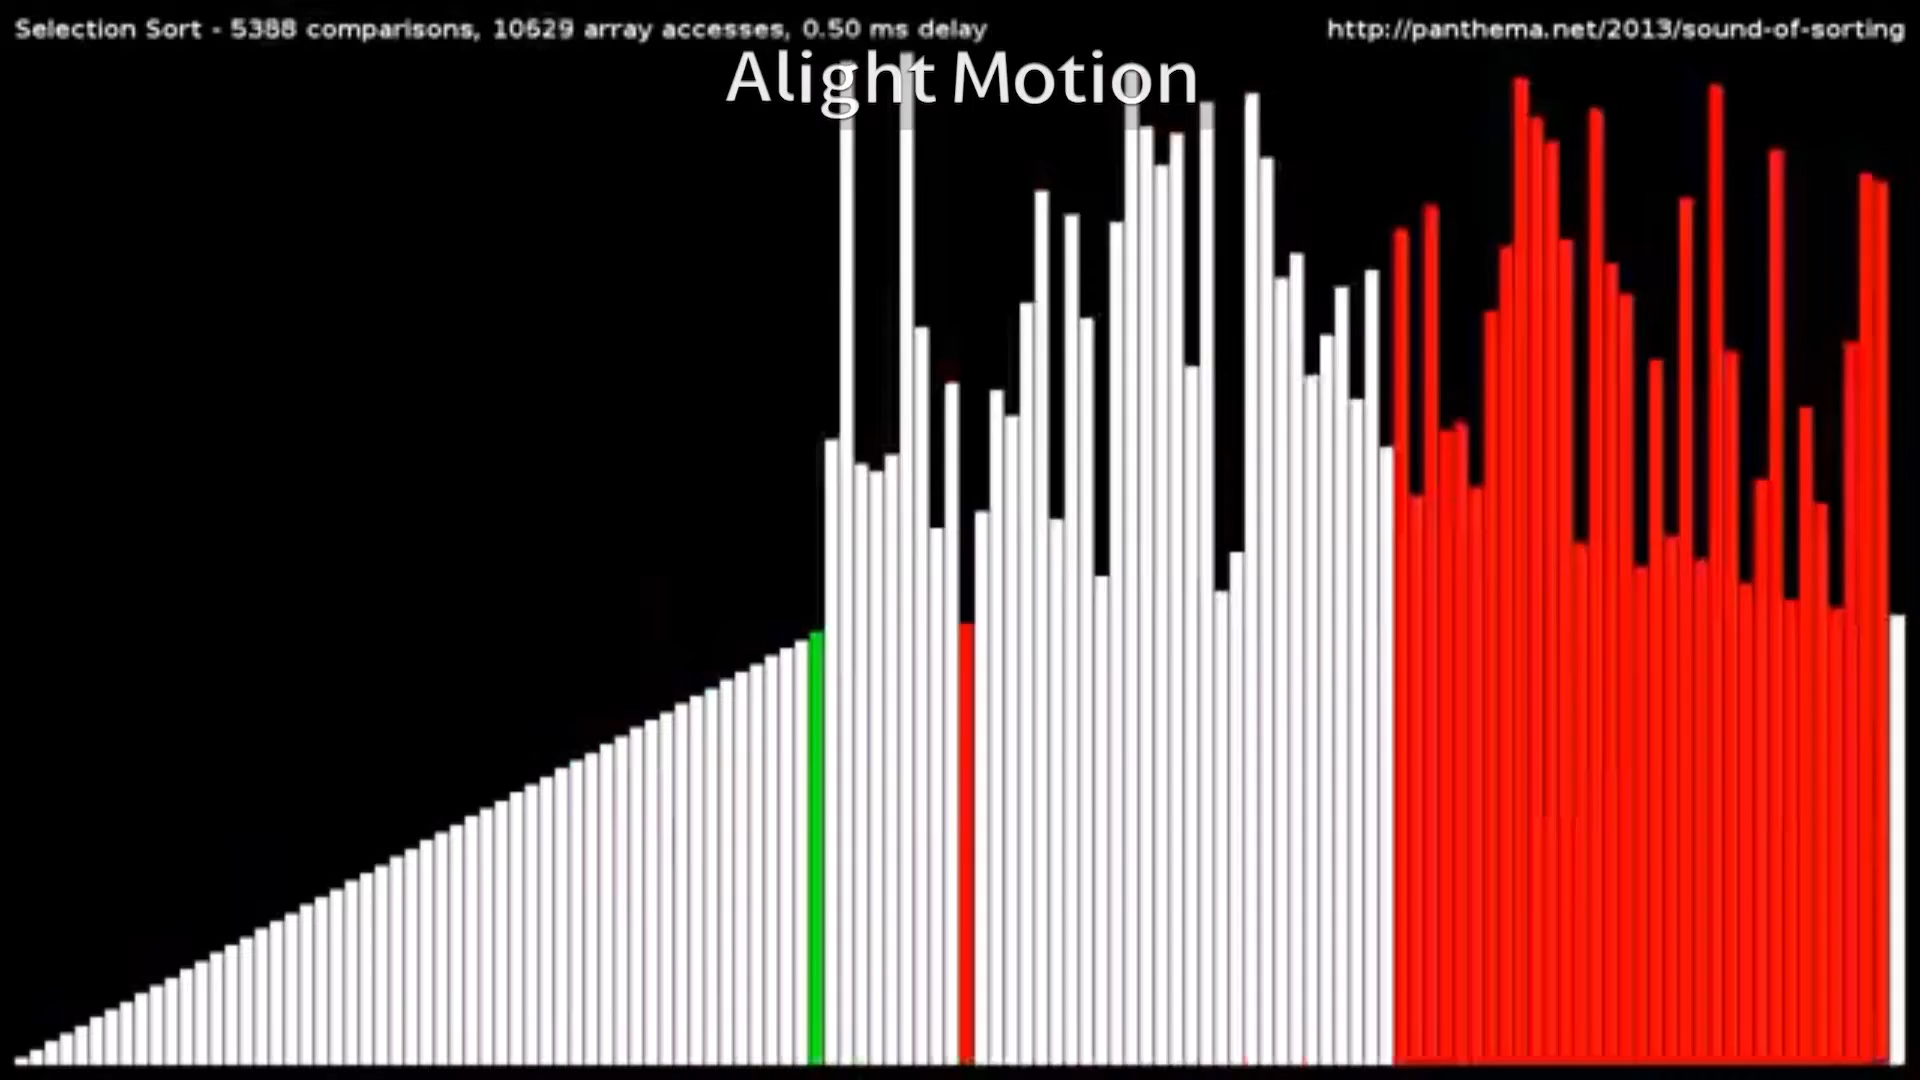 Selection Sort - 5388 comparisons, 10629 array accesses, 0.50 ms delay
http://panthema.net/2013/sound-of-sorting
Alight Motion